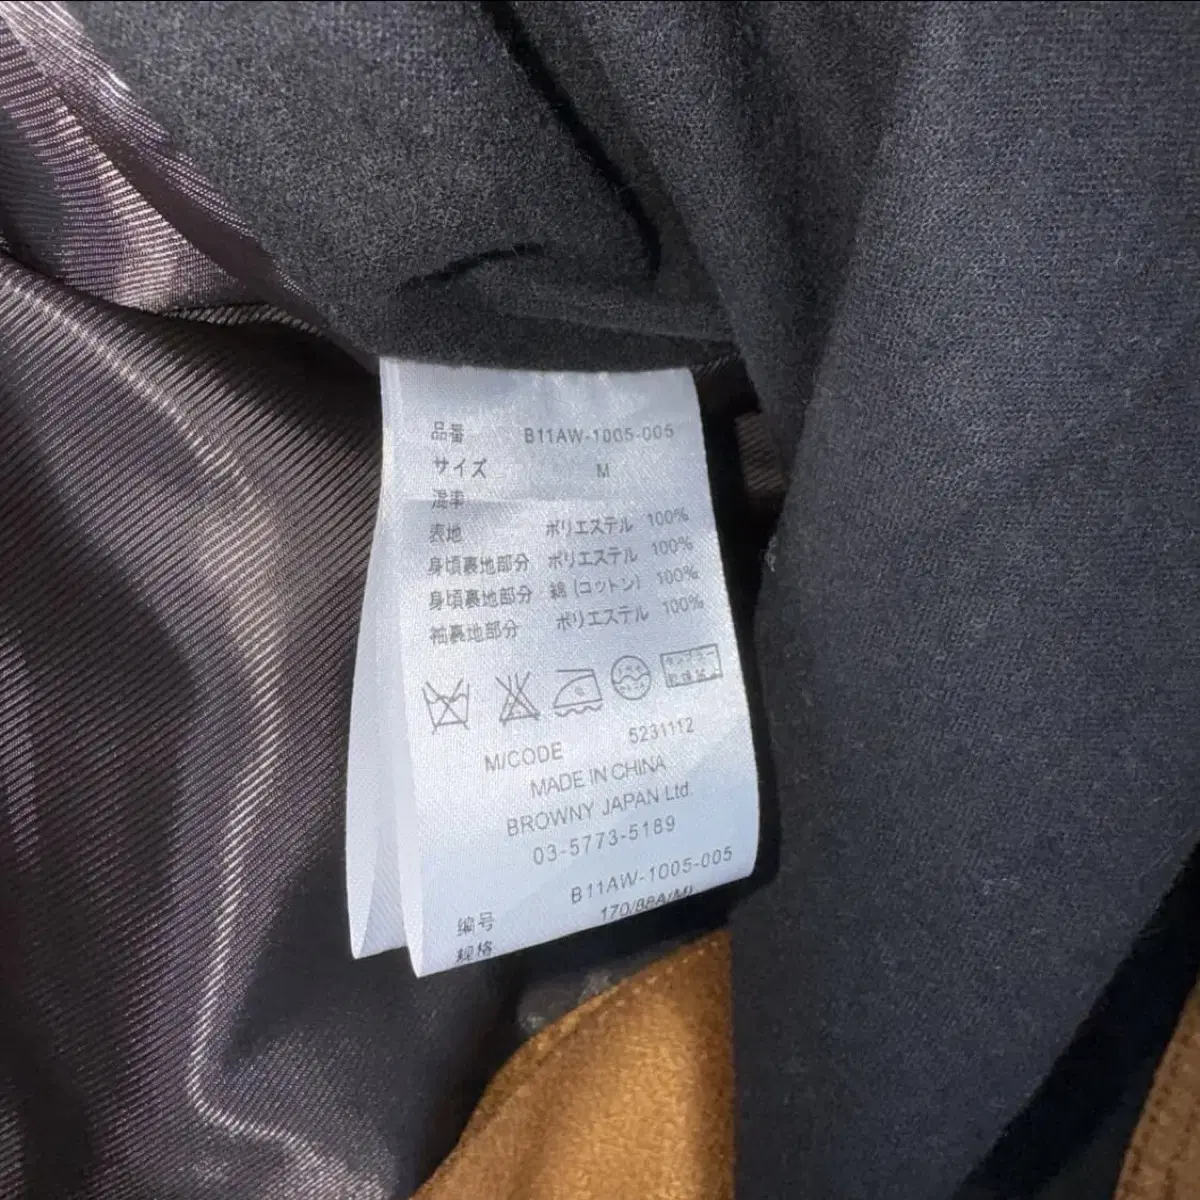 品番 B11AW-1005-005
サイズ M
混率
表地 ポリエステル 100%
身頃裏地部分 ポリエステル 100%
身頃裏地部分 綿(コットン) 100%
袖裏地部分 ポリエステル 100%
M/CODE 5231112
MADE IN CHINA
BROWNY JAPAN Ltd.
03-5773-5189
编号 B11AW-1005-005
规格 170/88A(M)